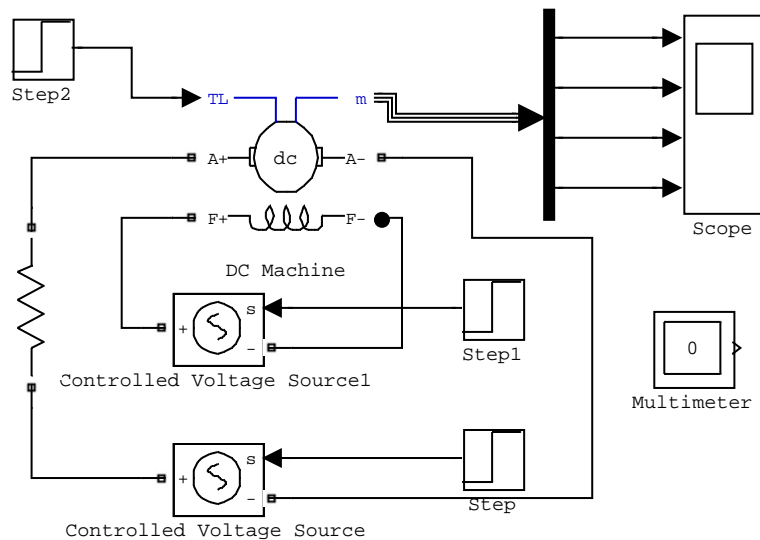 Step2
TL
m
A+
dc
A-
F+
F-
DC Machine
Scope
s
+
-
Step1
Controlled Voltage Source1
0
Multimeter
s
+
-
Step
Controlled Voltage Source